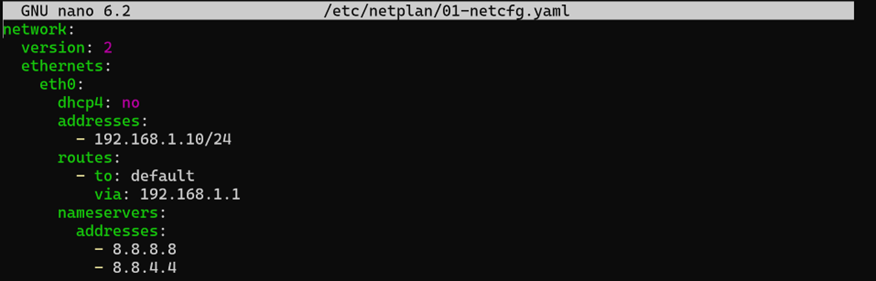 GNU nano 6.2 /etc/netplan/01-netcfg.yaml
network:
  version: 2
  ethernets:
    eth0:
      dhcp4: no
      addresses:
        - 192.168.1.10/24
      routes:
        - to: default
          via: 192.168.1.1
      nameservers:
        addresses:
          - 8.8.8.8
          - 8.8.4.4